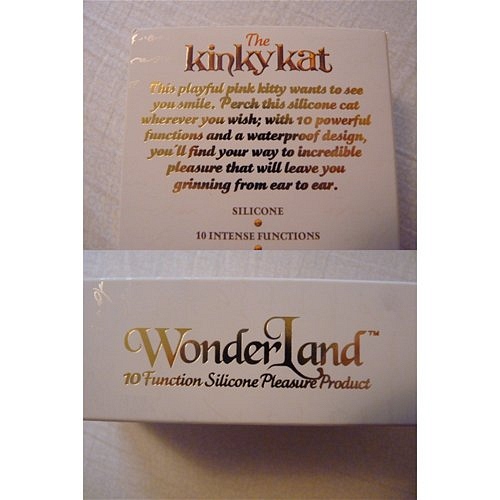 The
kinky kat
This playful pink kitty wants to see
you smile. Perch this silicone cat
wherever you wish; with 10 powerful
functions and a waterproof design,
you'll find your way to incredible
pleasure that will leave you
grinning from ear to ear.
SILICONE
10 INTENSE FUNCTIONS
WonderLand™
10 Function Silicone Pleasure Product